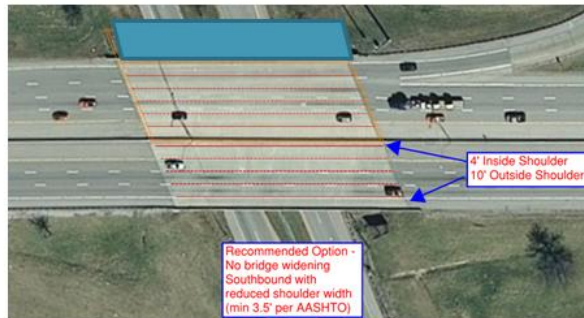 4' Inside Shoulder
10' Outside Shoulder
Recommended Option -
No bridge widening
Southbound with
reduced shoulder width
(min 3.5' per AASHTO)